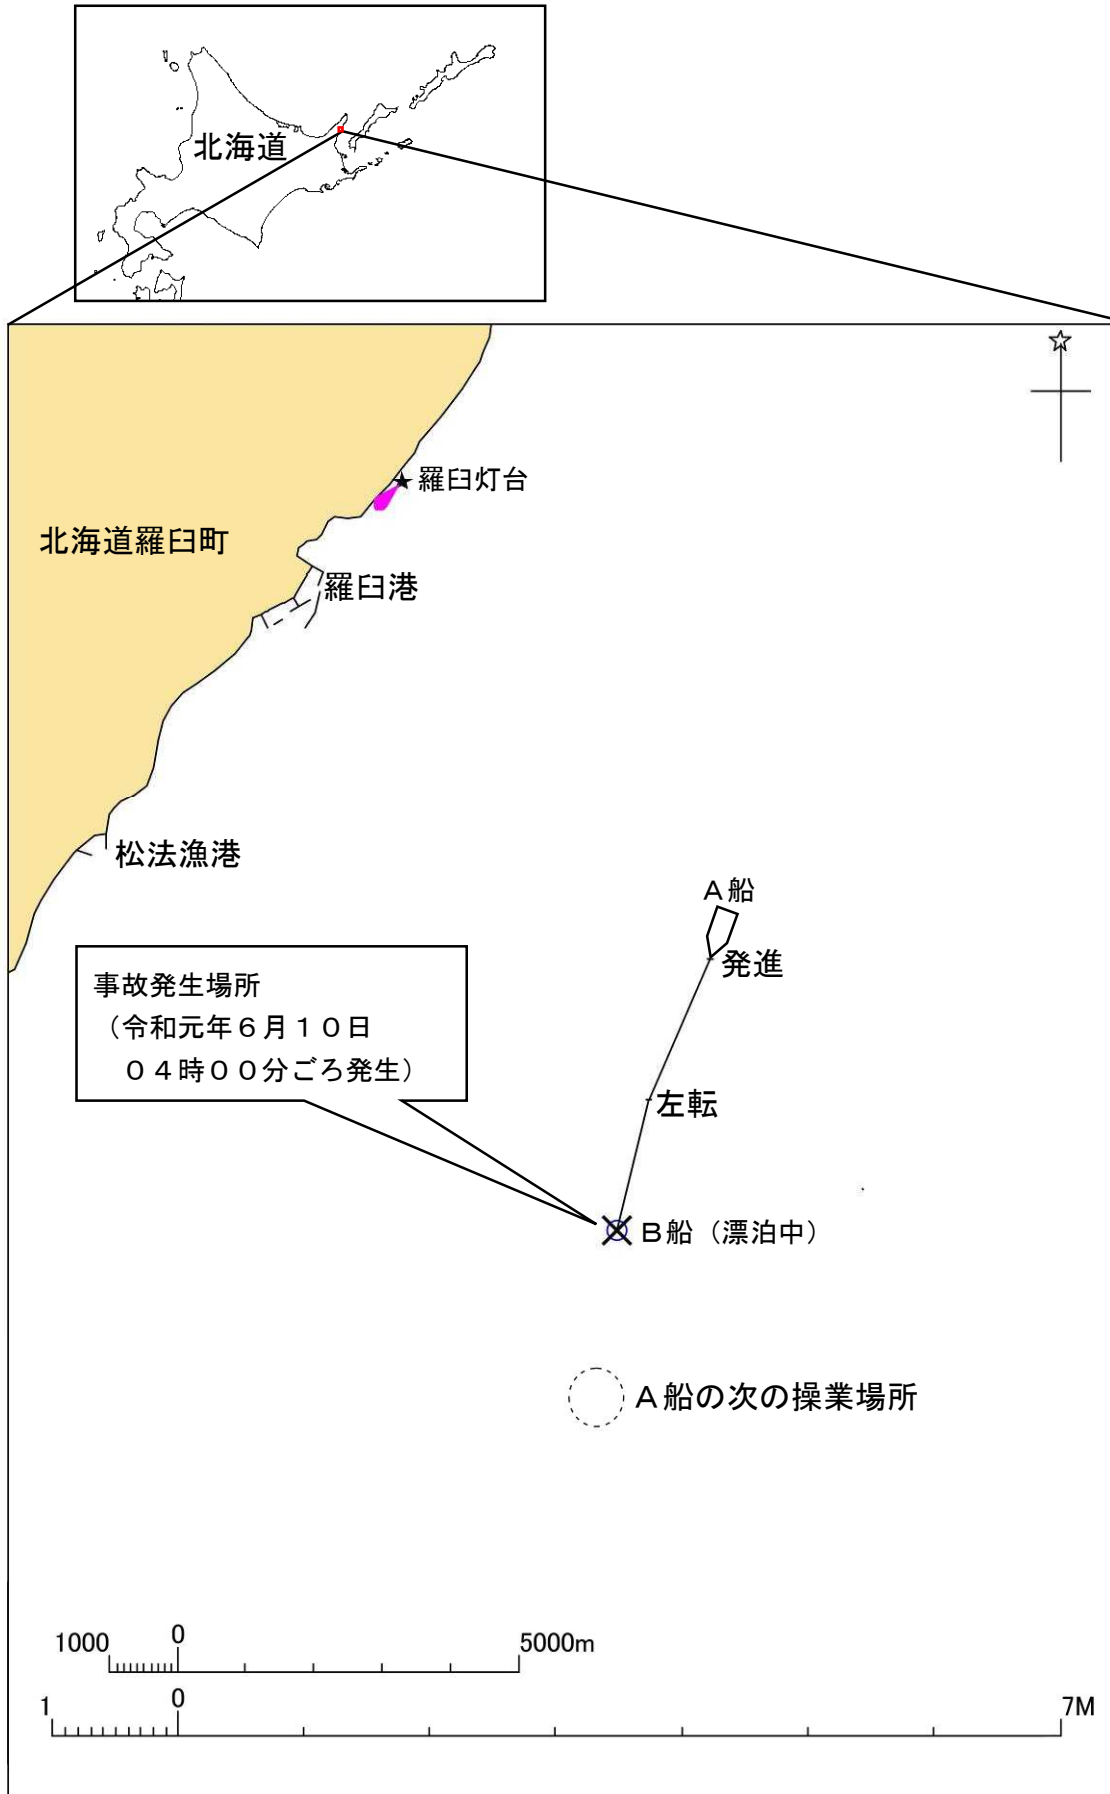 北海道
羅臼灯台
北海道羅臼町
羅臼港
松法漁港
A船
発進
事故発生場所
（令和元年６月１０日
０４時００分ごろ発生）
左転
B船（漂泊中）
A船の次の操業場所
1000 0 5000m
1 0 7M